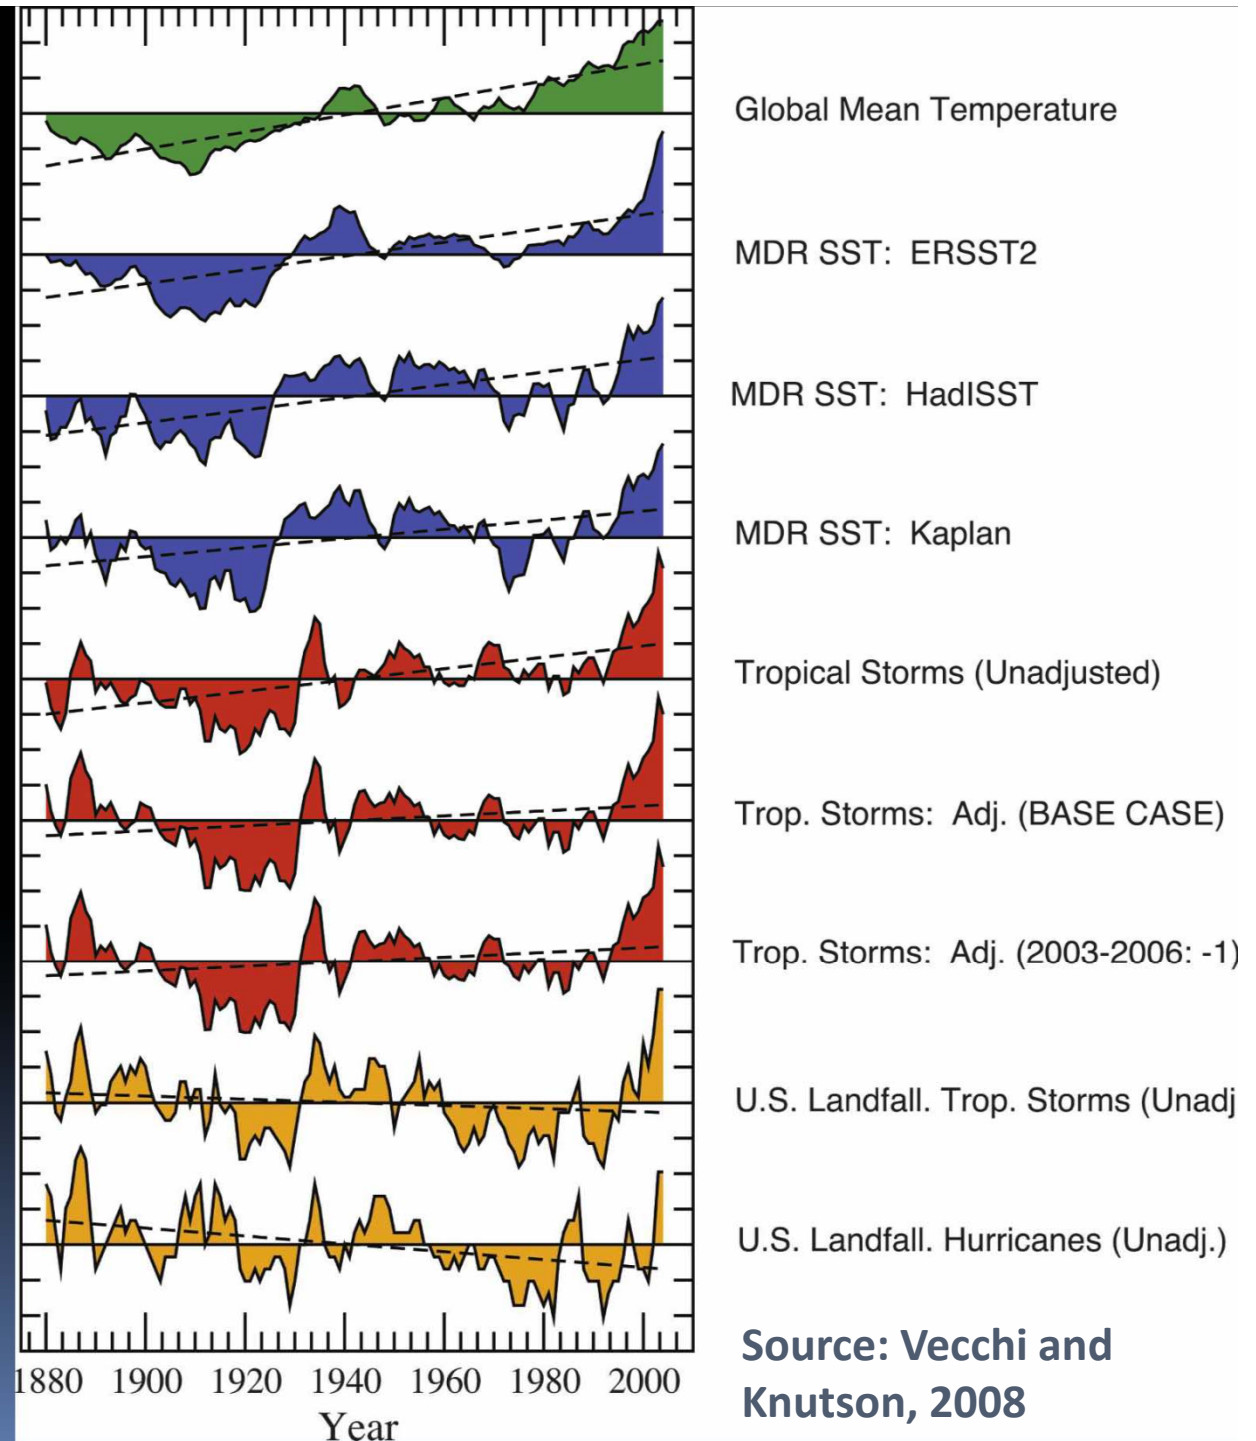 Global Mean Temperature
MDR SST: ERSST2
MDR SST: HadISST
MDR SST: Kaplan
Tropical Storms (Unadjusted)
Trop. Storms: Adj. (BASE CASE)
Trop. Storms: Adj. (2003-2006: -1)
U.S. Landfall. Trop. Storms (Unadj
U.S. Landfall. Hurricanes (Unadj.)
1880 1900 1920 1940 1960 1980 2000
Year
Source: Vecchi and
Knutson, 2008